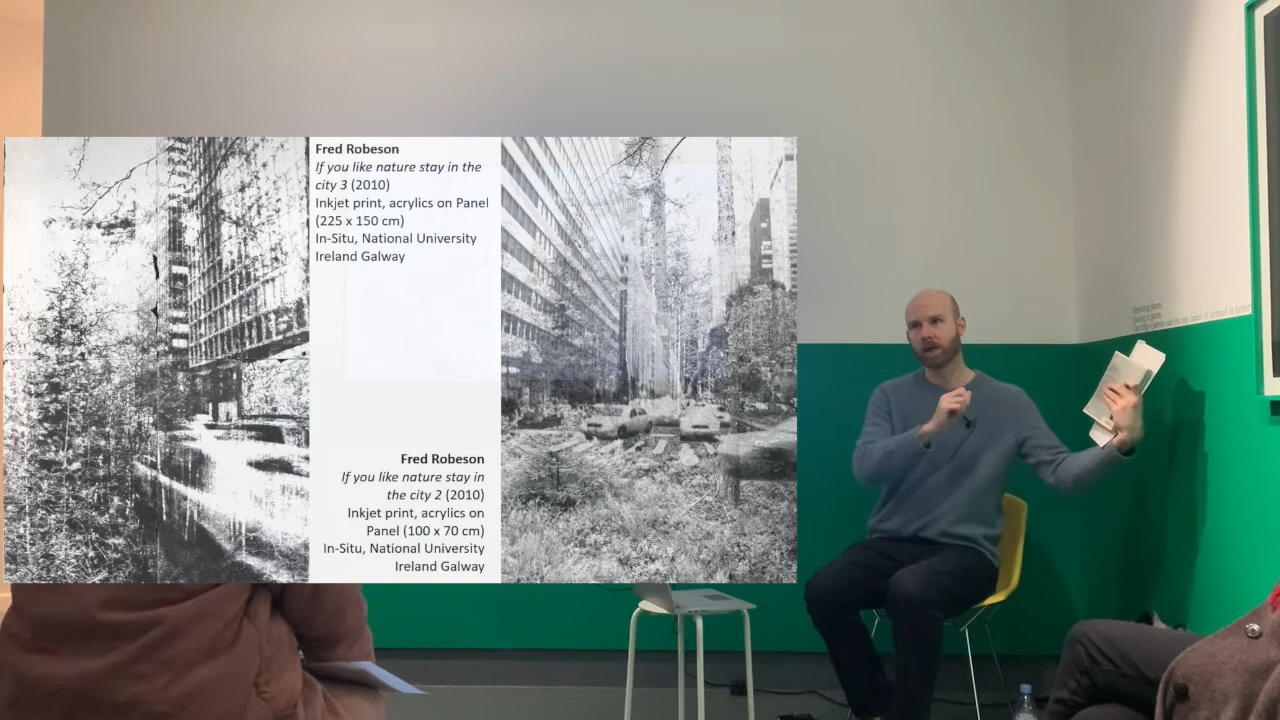 Fred Robeson
If you like nature stay in the
city 3 (2010)
Inkjet print, acrylics on Panel
(225 x 150 cm)
In-Situ, National University
Ireland Galway
Fred Robeson
If you like nature stay in
the city 2 (2010)
Inkjet print, acrylics on
Panel (100 x 70 cm)
In-Situ, National University
Ireland Galway